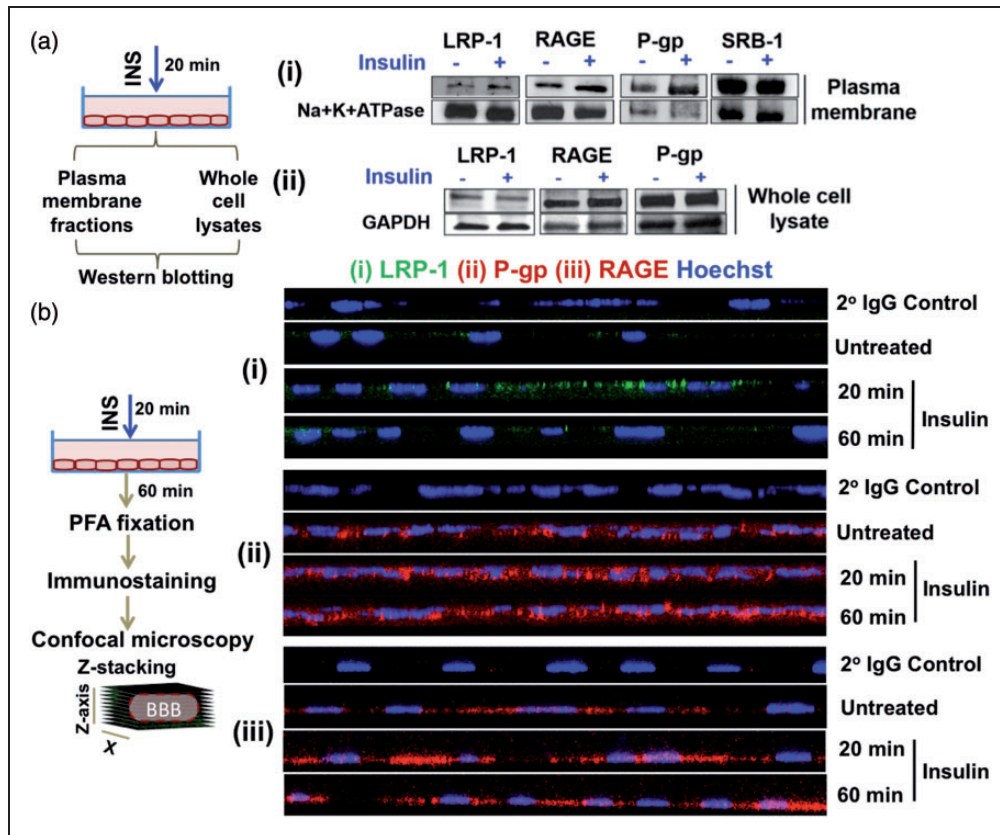 (a)
INS
20 min
Plasma
membrane
fractions
Whole
cell
lysates
Western blotting
(i)
LRP-1 RAGE P-gp SRB-1
Insulin - + - + - + - +
Na+K+ATPase
Plasma
membrane
(ii)
LRP-1 RAGE P-gp
Insulin - + - + - +
GAPDH
Whole cell
lysate
(i) LRP-1 (ii) P-gp (iii) RAGE Hoechst
(b)
INS
20 min
60 min
PFA fixation
Immunostaining
Confocal microscopy
Z-stacking
Z-axis
BBB
X
(i)
2º IgG Control
Untreated
20 min
60 min
Insulin
(ii)
2º IgG Control
Untreated
20 min
60 min
Insulin
(iii)
2º IgG Control
Untreated
20 min
60 min
Insulin